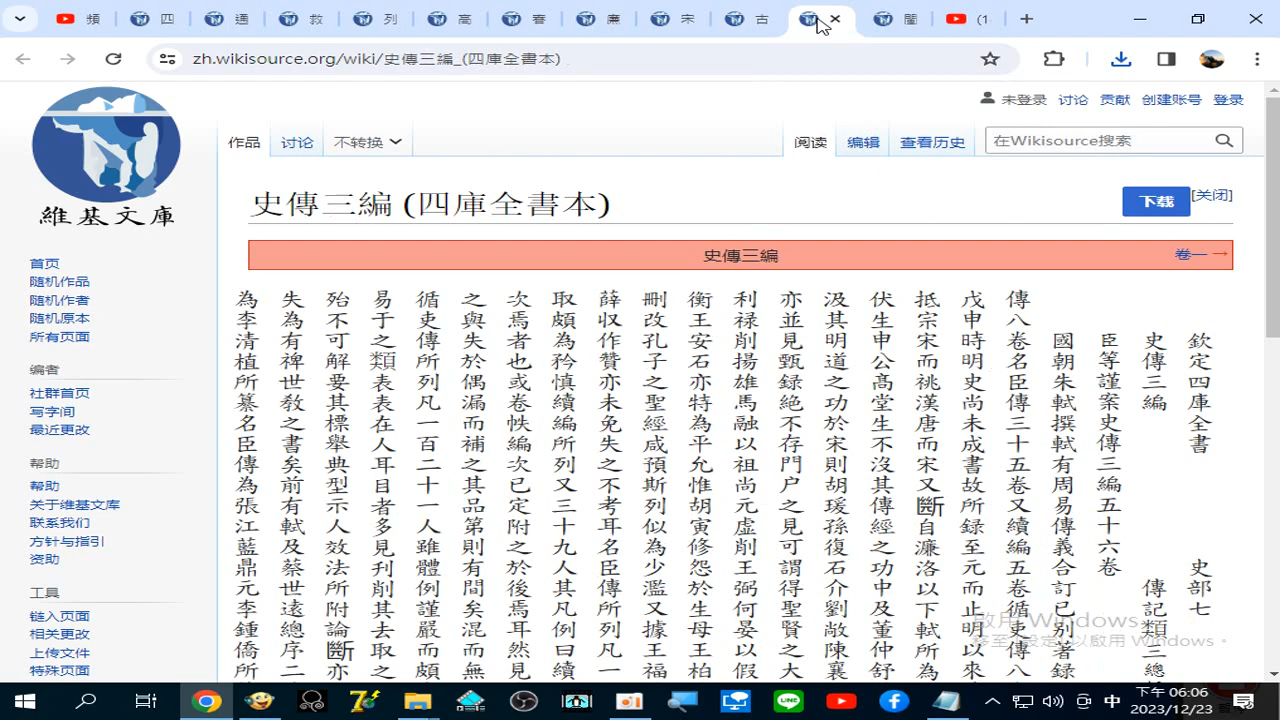 頻
四
通
救
列
高
春
廉
宋
古
閣
(1
zh.wikisource.org/wiki/史傳三編_(四庫全書本)
未登录 讨论 贡献 创建账号 登录
作品 讨论 不转换 阅读 编辑 查看历史
在Wikisource搜索
維基文庫
史傳三編 (四庫全書本)
下载
[关闭]
史傳三編
卷一 →
首页
随机作品
随机作者
随机原本
所有页面
编者
社群首页
写字间
最近更改
帮助
帮助
关于维基文库
联系我们
方针与指引
资助
工具
链入页面
相关更改
上传文件
特殊页面
欽定四庫全書 史部七
史傳三編 傳記類三總
臣等謹案史傳三編五十六卷
國朝朱軾撰軾有周易傳義合訂已别著録
傳八卷名臣傳三十五卷又續編五卷循吏傳八
戊申時明史尚未成書故所録至元而止明以來
抵宗宋而祧漢唐而宋又斷自濂洛以下軾所為
伏生申公髙堂生不沒其傳經之功中及董仲舒
汲其明道之功於宋則胡瑗孫復石介劉敞陳襄
亦並見甄録絶不存門户之見可謂得聖賢之大
利禄削揚雄馬融以祖尚元虚削王弼何晏以假
衡王安石亦特為平允惟胡寅修怨於生母王柏
刪改孔子之聖經咸預斯列似為少濫又據王福
薛収作贊亦未免失之不考耳名臣傳所列凡一
取頗為矜慎續編所列又三十九人其凡例曰續
次焉者也或卷帙編次已定附之於後焉耳然見
之與失於偶漏而補之其品第則有間矣混而無
循吏傳所列凡一百二十一人雖體例謹嚴而頗
易于之類表表在人耳目者多見刋削其去取之
殆不可解要其標舉典型示人效法所附論斷亦
失為有裨世教之書矣前有軾及蔡世遠總序二
為李清植所纂名臣傳為張江藍鼎元李鍾僑所
啟用 Windows
移至 [設定] 以啟用 Windows。
中
下午 06:06
2023/12/23